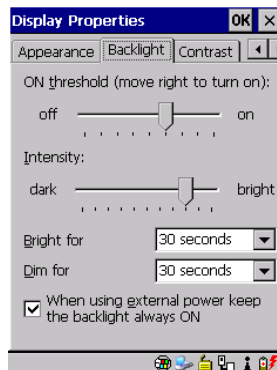 Display Properties OK ×
Appearance Backlight Contrast
ON threshold (move right to turn on):
off on
Intensity:
dark bright
Bright for 30 seconds
Dim for 30 seconds
When using external power keep
the backlight always ON